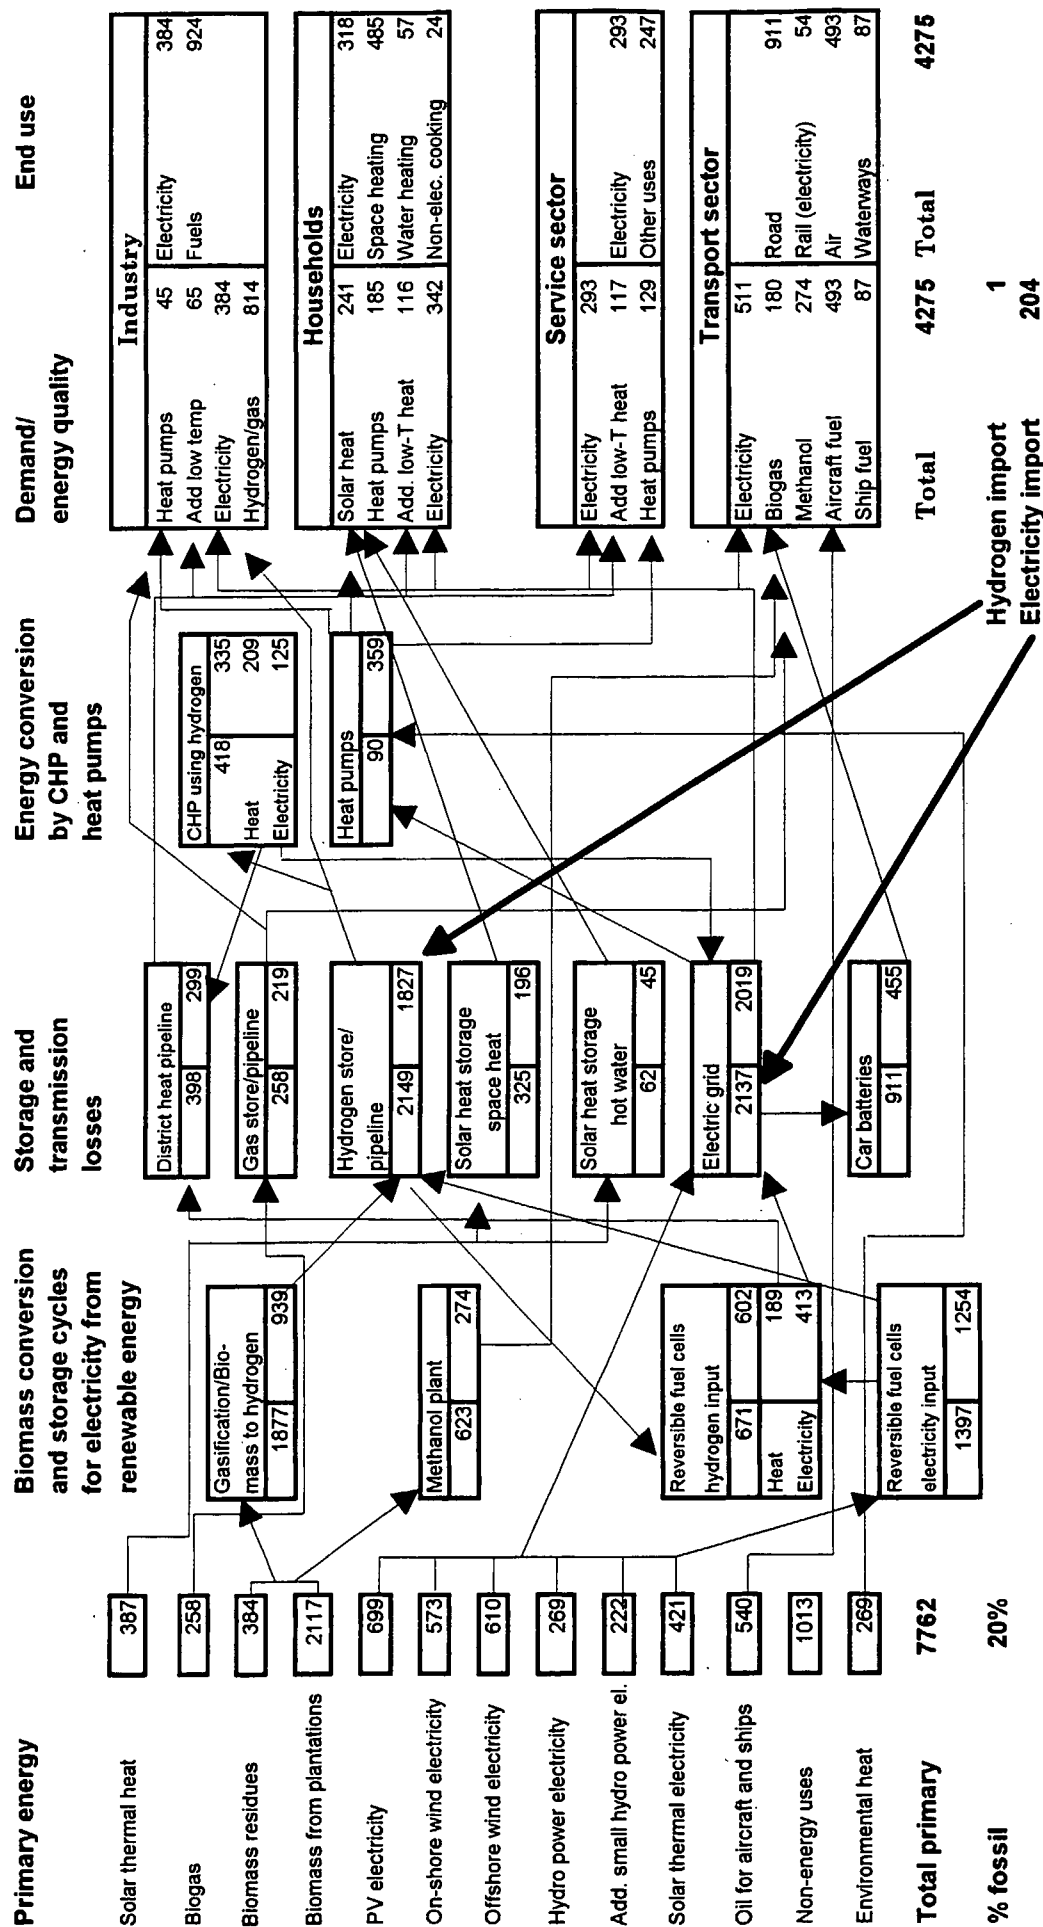 Primary energy
Solar thermal heat 387
Biogas 258
Biomass residues 384
Biomass from plantations 2117
PV electricity 699
On-shore wind electricity 573
Offshore wind electricity 610
Hydro power electricity 269
Add. small hydro power el. 222
Solar thermal electricity 421
Oil for aircraft and ships 540
Non-energy uses 1013
Environmental heat 269
Total primary 7762
% fossil 20%
Biomass conversion
and storage cycles
for electricity from
renewable energy
Gasification/Bio-
mass to hydrogen
1877 939
Methanol plant
623 274
Reversible fuel cells
hydrogen input
671 602
Heat 189
Electricity 413
Reversible fuel cells
electricity input
1397 1254
Storage and
transmission
losses
District heat pipeline
398 299
Gas store/pipeline
258 219
Hydrogen store/
pipeline
2149 1827
Solar heat storage
space heat
325 196
Solar heat storage
hot water
62 45
Electric grid
2137 2019
Car batteries
911 455
Energy conversion
by CHP and
heat pumps
CHP using hydrogen
418 335
Heat 209
Electricity 125
Heat pumps
90 359
Demand/
energy quality
End use
Industry
Heat pumps 45 Electricity 384
Add low temp 65 Fuels 924
Electricity 384
Hydrogen/gas 814
Households
Solar heat 241 Electricity 318
Heat pumps 185 Space heating 485
Add. low-T heat 116 Water heating 57
Electricity 342 Non-elec. cooking 24
Service sector
Electricity 293
Add low-T heat 117 Electricity 293
Heat pumps 129 Other uses 247
Transport sector
Electricity 511
Biogas 180 Road 911
Methanol 274 Rail (electricity) 54
Aircraft fuel 493 Air 493
Ship fuel 87 Waterways 87
Total 4275 Total 4275
Hydrogen import 1
Electricity import 204